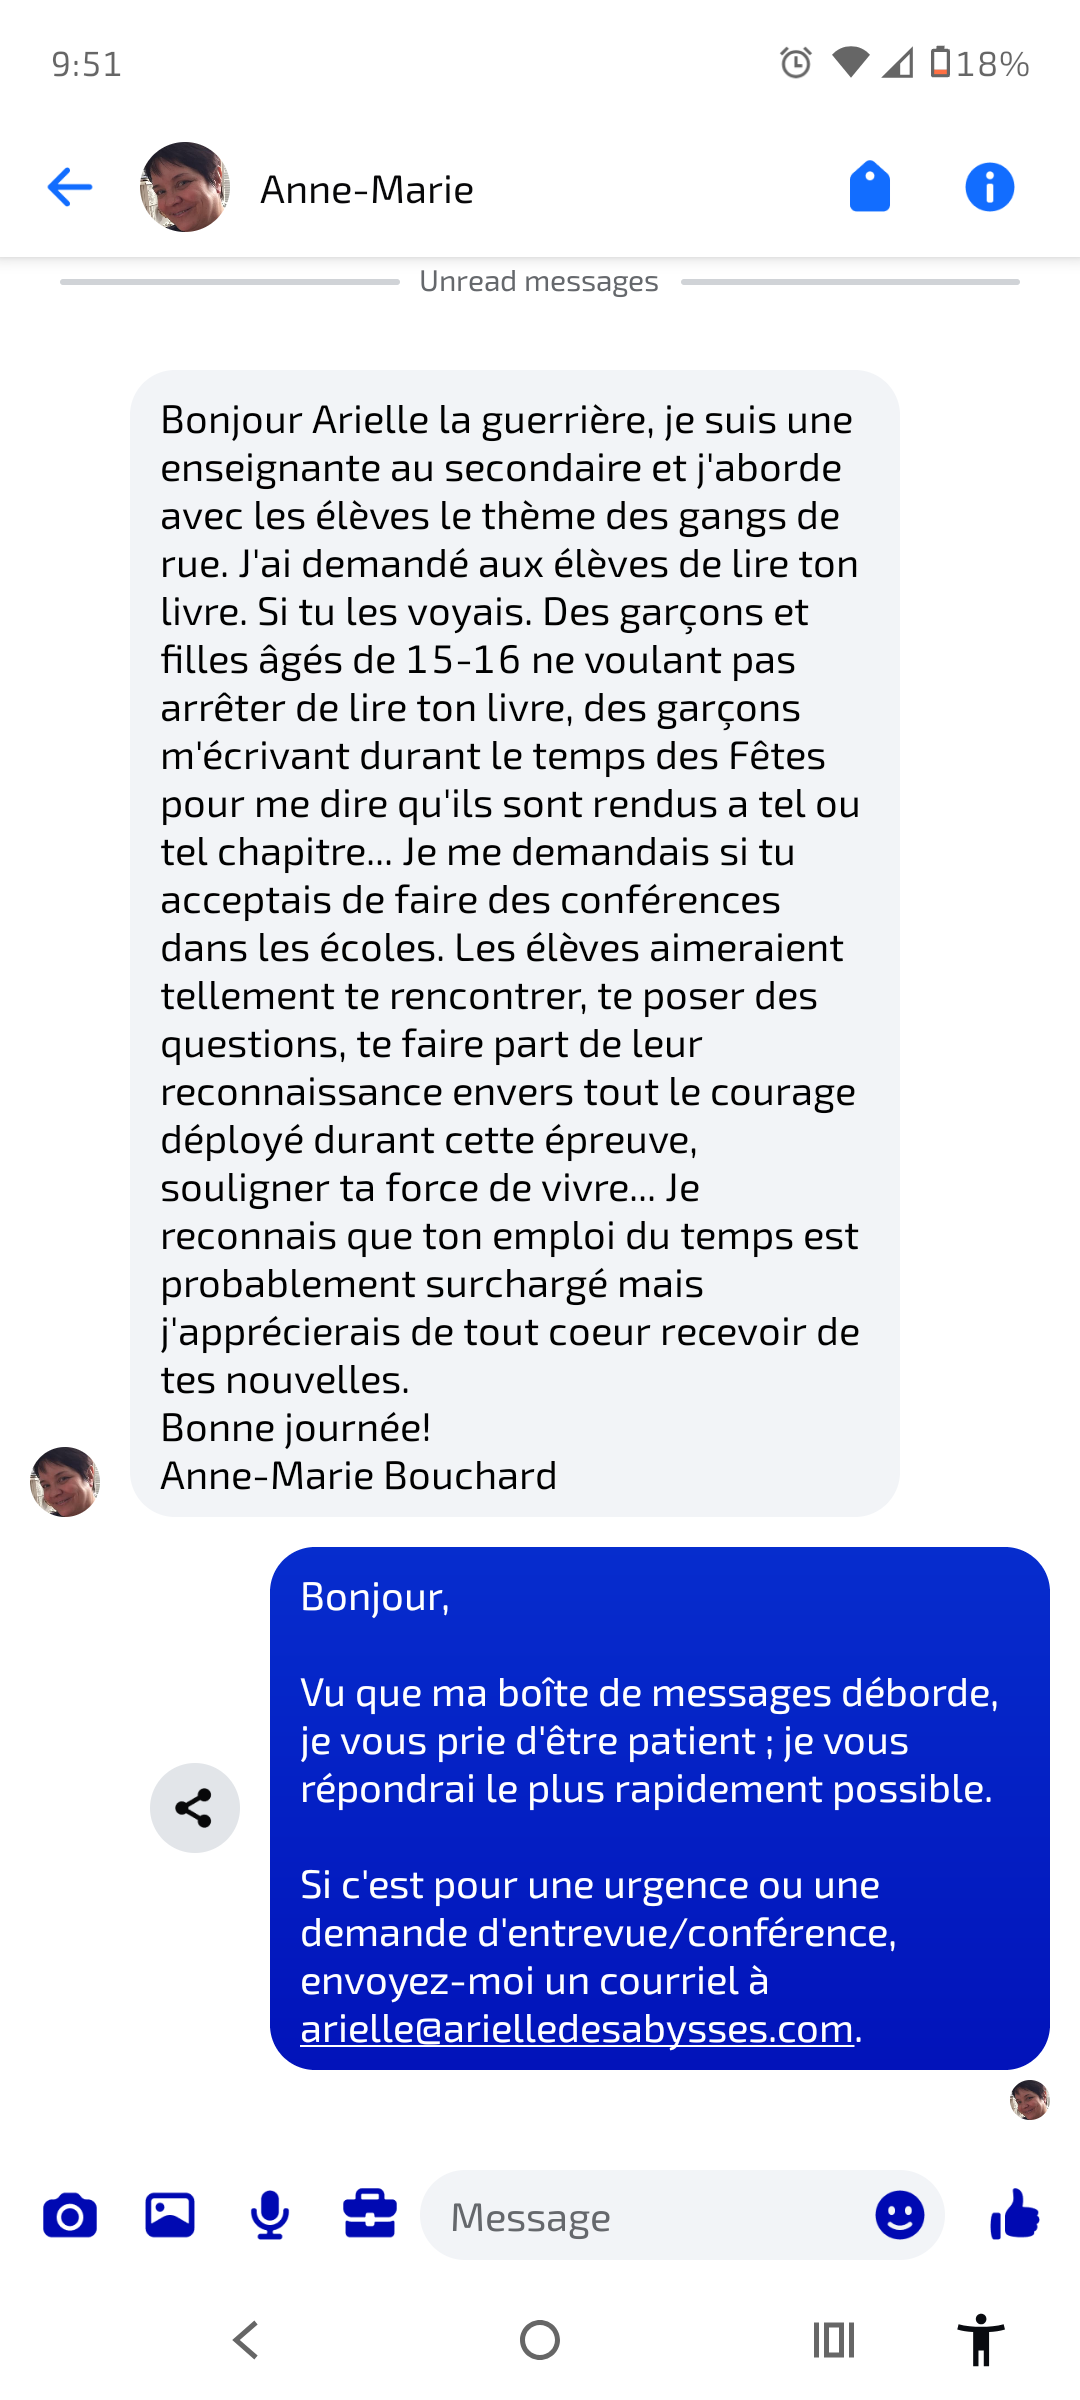 9:51
18%
Anne-Marie
Unread messages
Bonjour Arielle la guerrière, je suis une
enseignante au secondaire et j'aborde
avec les élèves le thème des gangs de
rue. J'ai demandé aux élèves de lire ton
livre. Si tu les voyais. Des garçons et
filles âgés de 15-16 ne voulant pas
arrêter de lire ton livre, des garçons
m'écrivant durant le temps des Fêtes
pour me dire qu'ils sont rendus a tel ou
tel chapitre... Je me demandais si tu
acceptais de faire des conférences
dans les écoles. Les élèves aimeraient
tellement te rencontrer, te poser des
questions, te faire part de leur
reconnaissance envers tout le courage
déployé durant cette épreuve,
souligner ta force de vivre... Je
reconnais que ton emploi du temps est
probablement surchargé mais
j'apprécierais de tout coeur recevoir de
tes nouvelles.
Bonne journée!
Anne-Marie Bouchard
Bonjour,
Vu que ma boîte de messages déborde,
je vous prie d'être patient ; je vous
répondrai le plus rapidement possible.
Si c'est pour une urgence ou une
demande d'entrevue/conférence,
envoyez-moi un courriel à
arielle@arielledesabysses.com.
Message